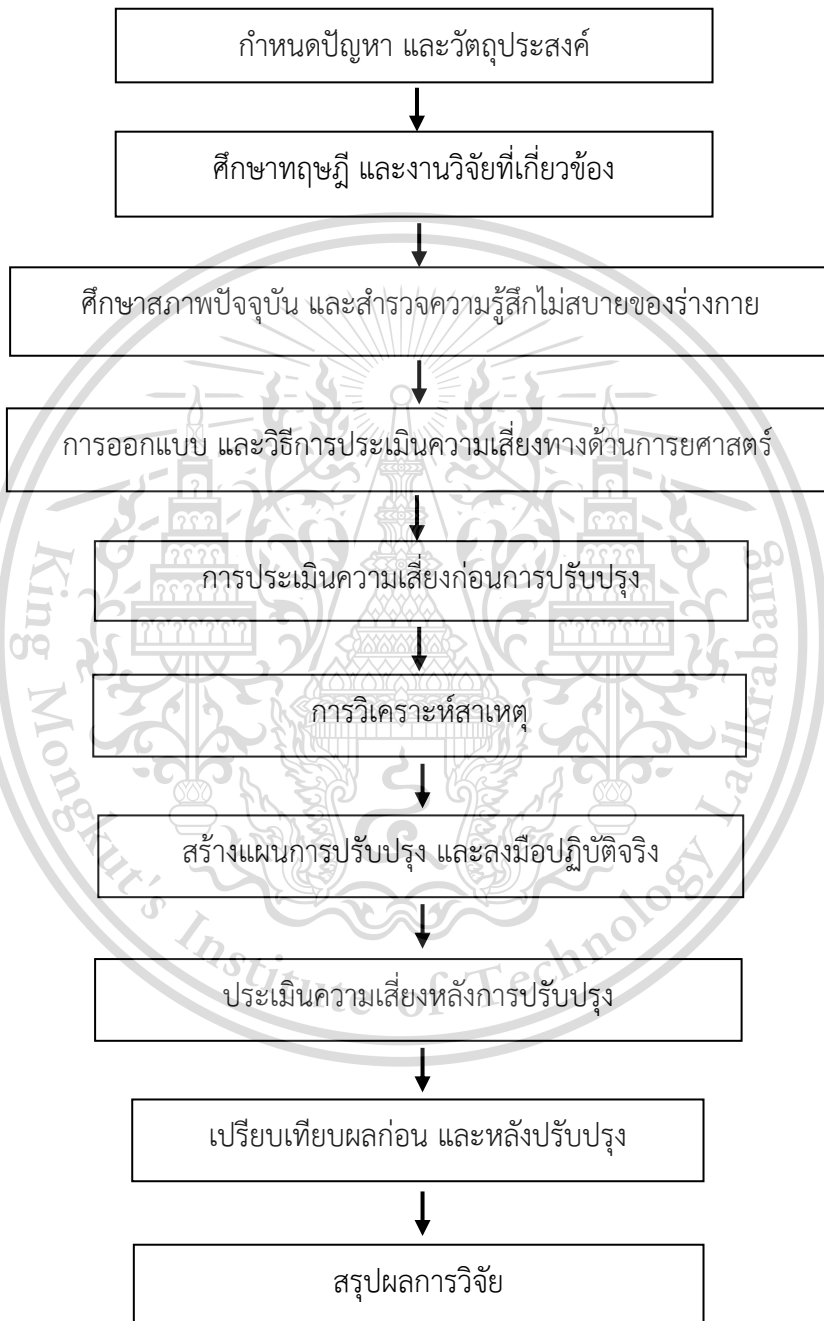 กำหนดปัญหา และวัตถุประสงค์
ศึกษาทฤษฎี และงานวิจัยที่เกี่ยวข้อง
ศึกษาสภาพปัจจุบัน และสำรวจความรู้สึกไม่สบายของร่างกาย
การออกแบบ และวิธีการประเมินความเสี่ยงทางด้านการยศาสตร์
การประเมินความเสี่ยงก่อนการปรับปรุง
การวิเคราะห์สาเหตุ
สร้างแผนการปรับปรุง และลงมือปฏิบัติจริง
ประเมินความเสี่ยงหลังการปรับปรุง
เปรียบเทียบผลก่อน และหลังปรับปรุง
สรุปผลการวิจัย
King Mongkut's Institute of Technology Ladkrabang